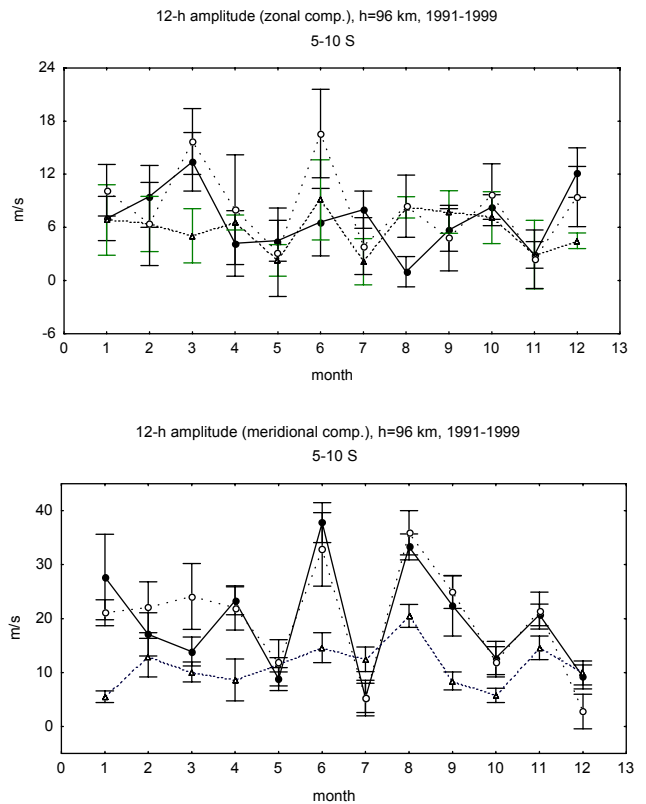 12-h amplitude (zonal comp.), h=96 km, 1991-1999
5-10 S
24
18
12
6
0
-6
m/s
0 1 2 3 4 5 6 7 8 9 10 11 12 13
month
12-h amplitude (meridional comp.), h=96 km, 1991-1999
5-10 S
40
30
20
10
0
m/s
0 1 2 3 4 5 6 7 8 9 10 11 12 13
month